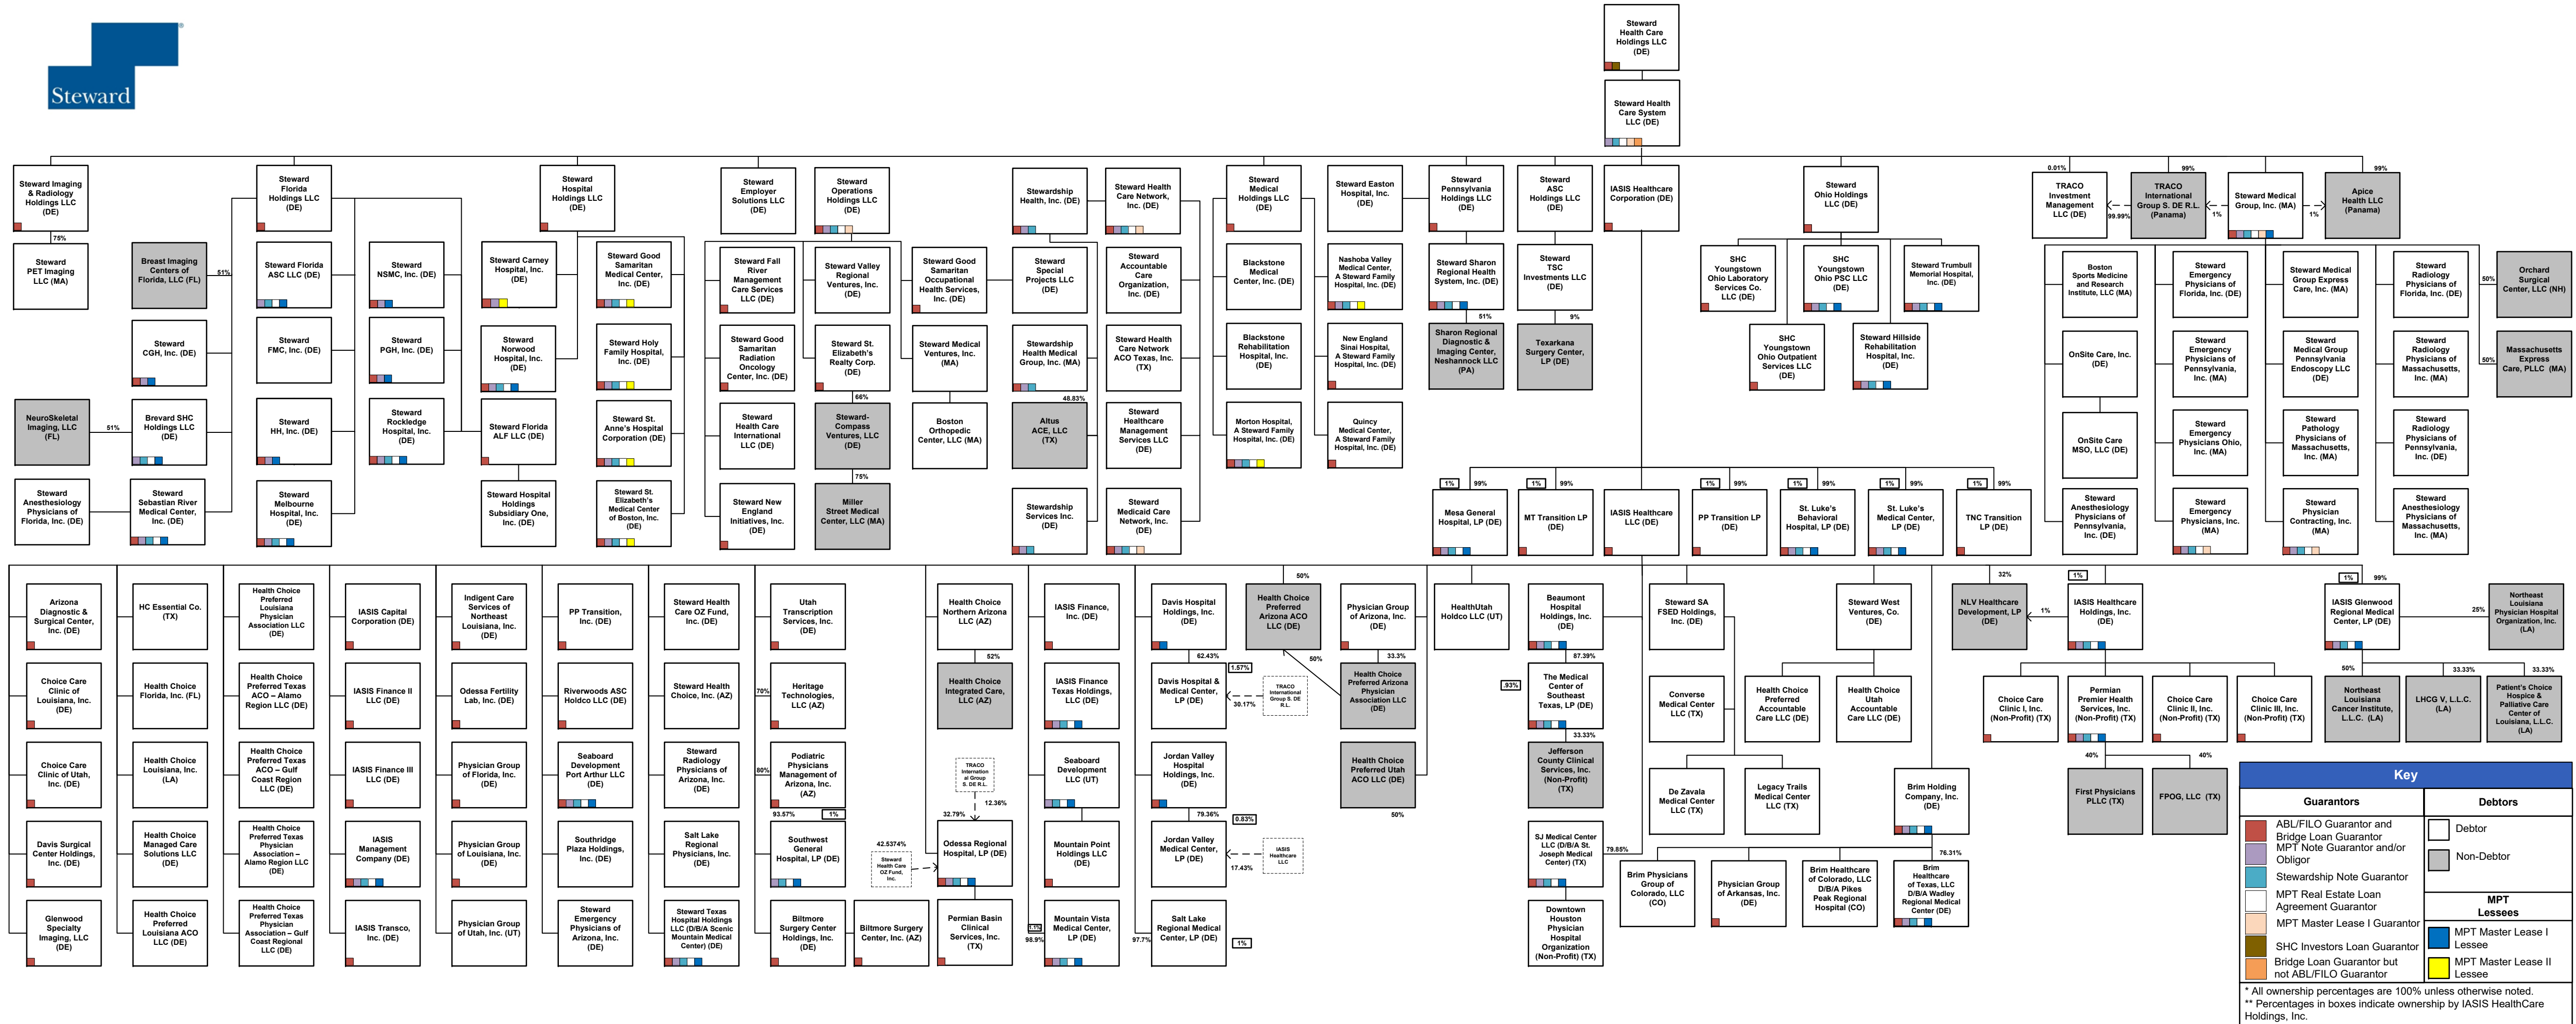 Steward
®
Steward
Health Care
Holdings LLC
(DE)
Steward Health
Care System
LLC (DE)
Steward Imaging
& Radiology
Holdings LLC
(DE)
75%
Steward
PET Imaging
LLC (MA)
Steward
Florida
Holdings LLC
(DE)
Breast Imaging
Centers of
Florida, LLC (FL)
51%
Steward Florida
ASC LLC (DE)
Steward
NSMC, Inc. (DE)
Steward
CGH, Inc. (DE)
Steward
FMC, Inc. (DE)
Steward
PGH, Inc. (DE)
NeuroSkeletal
Imaging, LLC
(FL)
51%
Brevard SHC
Holdings LLC
(DE)
Steward
HH, Inc. (DE)
Steward
Rockledge
Hospital, Inc.
(DE)
Steward Florida
ALF LLC (DE)
Steward
Anesthesiology
Physicians of
Florida, Inc. (DE)
Steward
Sebastian River
Medical Center,
Inc. (DE)
Steward
Melbourne
Hospital, Inc.
(DE)
Steward Hospital
Holdings
Subsidiary One,
Inc. (DE)
Steward
Hospital
Holdings LLC
(DE)
Steward Carney
Hospital, Inc.
(DE)
Steward Good
Samaritan
Medical Center,
Inc. (DE)
Steward
Norwood
Hospital, Inc.
(DE)
Steward Holy
Family Hospital,
Inc. (DE)
Steward St.
Anne's Hospital
Corporation (DE)
Steward St.
Elizabeth's
Medical Center
of Boston, Inc.
(DE)
Steward
Employer
Solutions LLC
(DE)
Steward
Operations
Holdings LLC
(DE)
Steward Fall
River
Management
Care Services
LLC (DE)
Steward Valley
Regional
Ventures, Inc.
(DE)
Steward Good
Samaritan
Occupational
Health Services,
Inc. (DE)
Steward Good
Samaritan
Radiation
Oncology
Center, Inc. (DE)
Steward St.
Elizabeth's
Realty Corp.
(DE)
Steward Medical
Ventures, Inc.
(MA)
66%
Steward
Health Care
International
LLC (DE)
Steward-
Compass
Ventures, LLC
(DE)
Boston
Orthopedic
Center, LLC (MA)
75%
Steward New
England
Initiatives, Inc.
(DE)
Miller
Street Medical
Center, LLC (MA)
Stewardship
Health, Inc. (DE)
Steward Health
Care Network,
Inc. (DE)
Steward
Special
Projects LLC
(DE)
Steward
Accountable
Care
Organization,
Inc. (DE)
Stewardship
Health Medical
Group, Inc. (MA)
Steward Health
Care Network
ACO Texas, Inc.
(TX)
48.83%
Altus
ACE, LLC
(TX)
Steward
Healthcare
Management
Services LLC
(DE)
Stewardship
Services Inc.
(DE)
Steward
Medicaid Care
Network, Inc.
(DE)
Steward
Medical
Holdings LLC
(DE)
Steward Easton
Hospital, Inc.
(DE)
Blackstone
Medical
Center, Inc. (DE)
Nashoba Valley
Medical Center,
A Steward Family
Hospital, Inc. (DE)
Blackstone
Rehabilitation
Hospital, Inc.
(DE)
New England
Sinai Hospital,
A Steward Family
Hospital, Inc. (DE)
Morton Hospital,
A Steward Family
Hospital, Inc. (DE)
Quincy
Medical Center,
A Steward Family
Hospital, Inc. (DE)
Steward
Pennsylvania
Holdings LLC
(DE)
Steward Sharon
Regional Health
System, Inc. (DE)
51%
Sharon Regional
Diagnostic &
Imaging Center,
Neshannock LLC
(PA)
Steward
ASC
Holdings LLC
(DE)
Steward
TSC
Investments LLC
(DE)
9%
Texarkana
Surgery Center,
LP (DE)
IASIS Healthcare
Corporation (DE)
Steward
Ohio Holdings
LLC (DE)
SHC
Youngstown
Ohio Laboratory
Services Co.
LLC (DE)
SHC
Youngstown
Ohio PSC LLC
(DE)
Steward Trumbull
Memorial Hospital,
Inc. (DE)
SHC
Youngstown
Ohio Outpatient
Services LLC
(DE)
Steward Hillside
Rehabilitation
Hospital, Inc.
(DE)
0.01%
TRACO
Investment
Management
LLC (DE)
99.99%
99%
TRACO
International
Group S. DE R.L.
(Panama)
1%
Steward Medical
Group, Inc. (MA)
1%
99%
Apice
Health LLC
(Panama)
Boston
Sports Medicine
and Research
Institute, LLC (MA)
Steward
Emergency
Physicians of
Florida, Inc. (DE)
Steward Medical
Group Express
Care, Inc. (MA)
Steward
Radiology
Physicians of
Florida, Inc. (DE)
50%
Orchard
Surgical
Center, LLC (NH)
OnSite Care, Inc.
(DE)
Steward
Emergency
Physicians of
Pennsylvania,
Inc. (MA)
Steward
Medical Group
Pennsylvania
Endoscopy LLC
(DE)
Steward
Radiology
Physicians of
Massachusetts,
Inc. (MA)
50%
Massachusetts
Express
Care, PLLC (MA)
OnSite Care
MSO, LLC (DE)
Steward
Emergency
Physicians Ohio,
Inc. (MA)
Steward
Pathology
Physicians of
Massachusetts,
Inc. (MA)
Steward
Radiology
Physicians of
Pennsylvania,
Inc. (DE)
Steward
Anesthesiology
Physicians of
Pennsylvania,
Inc. (DE)
Steward
Emergency
Physicians, Inc.
(MA)
Steward
Physician
Contracting, Inc.
(MA)
Steward
Anesthesiology
Physicians of
Massachusetts,
Inc. (MA)
1% 99%
Mesa General
Hospital, LP (DE)
1% 99%
MT Transition LP
(DE)
IASIS Healthcare
LLC (DE)
1% 99%
PP Transition LP
(DE)
1% 99%
St. Luke's
Behavioral
Hospital, LP (DE)
1% 99%
St. Luke's
Medical Center,
LP (DE)
1% 99%
TNC Transition
LP (DE)
Arizona
Diagnostic &
Surgical Center,
Inc. (DE)
Choice Care
Clinic of
Louisiana, Inc.
(DE)
Choice Care
Clinic of Utah,
Inc. (DE)
Davis Surgical
Center Holdings,
Inc. (DE)
Glenwood
Specialty
Imaging, LLC
(DE)
HC Essential Co.
(TX)
Health Choice
Florida, Inc. (FL)
Health Choice
Louisiana, Inc.
(LA)
Health Choice
Managed Care
Solutions LLC
(DE)
Health Choice
Preferred
Louisiana ACO
LLC (DE)
Health Choice
Preferred
Louisiana
Physician
Association LLC
(DE)
Health Choice
Preferred Texas
ACO – Alamo
Region LLC (DE)
Health Choice
Preferred Texas
ACO – Gulf
Coast Region
LLC (DE)
Health Choice
Preferred Texas
Physician
Association –
Alamo Region LLC
(DE)
Health Choice
Preferred Texas
Physician
Association – Gulf
Coast Regional
LLC (DE)
IASIS Capital
Corporation (DE)
IASIS Finance II
LLC (DE)
IASIS Finance III
LLC (DE)
IASIS
Management
Company (DE)
IASIS Transco,
Inc. (DE)
Indigent Care
Services of
Northeast
Louisiana, Inc.
(DE)
Odessa Fertility
Lab, Inc. (DE)
Physician Group
of Florida, Inc.
(DE)
Physician Group
of Louisiana, Inc.
(DE)
Physician Group
of Utah, Inc. (UT)
PP Transition,
Inc. (DE)
Riverwoods ASC
Holdco LLC (DE)
Seaboard
Development
Port Arthur LLC
(DE)
Southridge
Plaza Holdings,
Inc. (DE)
Steward
Emergency
Physicians of
Arizona, Inc.
(DE)
Steward Health
Care OZ Fund,
Inc. (DE)
Steward Health
Choice, Inc. (AZ)
Steward
Radiology
Physicians of
Arizona, Inc.
(DE)
Salt Lake
Regional
Physicians, Inc.
(DE)
Steward Texas
Hospital Holdings
LLC (D/B/A Scenic
Mountain Medical
Center) (DE)
Utah
Transcription
Services, Inc.
(DE)
70%
Heritage
Technologies,
LLC (AZ)
80%
Podiatric
Physicians
Management of
Arizona, Inc.
(AZ)
93.57% 1%
Southwest
General
Hospital, LP (DE)
Biltmore
Surgery Center
Holdings, Inc.
(DE)
Biltmore Surgery
Center, Inc. (AZ)
Health Choice
Northern Arizona
LLC (AZ)
52%
Health Choice
Integrated Care,
LLC (AZ)
TRACO
Internation
al Group
S. DE R.L.
12.36%
32.79%
42.5374%
Steward
Health Care
OZ Fund,
Inc.
Odessa Regional
Hospital, LP (DE)
Permian Basin
Clinical
Services, Inc.
(TX)
IASIS Finance,
Inc. (DE)
IASIS Finance
Texas Holdings,
LLC (DE)
Seaboard
Development
LLC (UT)
Mountain Point
Holdings LLC
(DE)
1.1%
98.9%
Mountain Vista
Medical Center,
LP (DE)
Davis Hospital
Holdings, Inc.
(DE)
62.43%
1.57%
Davis Hospital &
Medical Center,
LP (DE)
30.17%
TRACO
International
Group S. DE
R.L.
Jordan Valley
Hospital
Holdings, Inc.
(DE)
79.36%
0.83%
Jordan Valley
Medical Center,
LP (DE)
17.43%
IASIS
Healthcare
LLC
97.7%
Salt Lake
Regional Medical
Center, LP (DE)
1%
50%
Health Choice
Preferred
Arizona ACO
LLC (DE)
50%
Physician Group
of Arizona, Inc.
(DE)
33.3%
Health Choice
Preferred Arizona
Physician
Association LLC
(DE)
Health Choice
Preferred Utah
ACO LLC (DE)
50%
HealthUtah
Holdco LLC (UT)
Beaumont
Hospital
Holdings, Inc.
(DE)
87.39%
.93%
The Medical
Center of
Southeast
Texas, LP (DE)
33.33%
Jefferson
County Clinical
Services, Inc.
(Non-Profit)
(TX)
SJ Medical Center
LLC (D/B/A St.
Joseph Medical
Center) (TX)
79.85%
Downtown
Houston
Physician
Hospital
Organization
(Non-Profit) (TX)
Steward SA
FSED Holdings,
Inc. (DE)
Converse
Medical Center
LLC (TX)
De Zavala
Medical Center
LLC (TX)
Legacy Trails
Medical Center
LLC (TX)
Steward West
Ventures, Co.
(DE)
Health Choice
Preferred
Accountable
Care LLC (DE)
Health Choice
Utah
Accountable
Care LLC (DE)
Brim Holding
Company, Inc.
(DE)
76.31%
Brim Physicians
Group of
Colorado, LLC
(CO)
Physician Group
of Arkansas, Inc.
(DE)
Brim Healthcare
of Colorado, LLC
D/B/A Pikes
Peak Regional
Hospital (CO)
Brim
Healthcare
of Texas, LLC
D/B/A Wadley
Regional Medical
Center (DE)
32%
NLV Healthcare
Development, LP
(DE)
1%
1%
IASIS Healthcare
Holdings, Inc.
(DE)
Choice Care
Clinic I, Inc.
(Non-Profit) (TX)
Permian
Premier Health
Services, Inc.
(Non-Profit) (TX)
Choice Care
Clinic II, Inc.
(Non-Profit) (TX)
Choice Care
Clinic III, Inc.
(Non-Profit) (TX)
40%
40%
First Physicians
PLLC (TX)
FPOG, LLC (TX)
1% 99%
IASIS Glenwood
Regional Medical
Center, LP (DE)
25%
Northeast
Louisiana
Physician Hospital
Organization, Inc.
(LA)
50%
33.33%
33.33%
Northeast
Louisiana
Cancer Institute,
L.L.C. (LA)
LHCG V, L.L.C.
(LA)
Patient's Choice
Hospice &
Palliative Care
Center of
Louisiana, L.L.C.
(LA)
Key
Guarantors
ABL/FILO Guarantor and
Bridge Loan Guarantor
MPT Note Guarantor and/or
Obligor
Stewardship Note Guarantor
MPT Real Estate Loan
Agreement Guarantor
MPT Master Lease I Guarantor
SHC Investors Loan Guarantor
Bridge Loan Guarantor but
not ABL/FILO Guarantor
Debtors
Debtor
Non-Debtor
MPT
Lessees
MPT Master Lease I
Lessee
MPT Master Lease II
Lessee
* All ownership percentages are 100% unless otherwise noted.
** Percentages in boxes indicate ownership by IASIS HealthCare
Holdings, Inc.